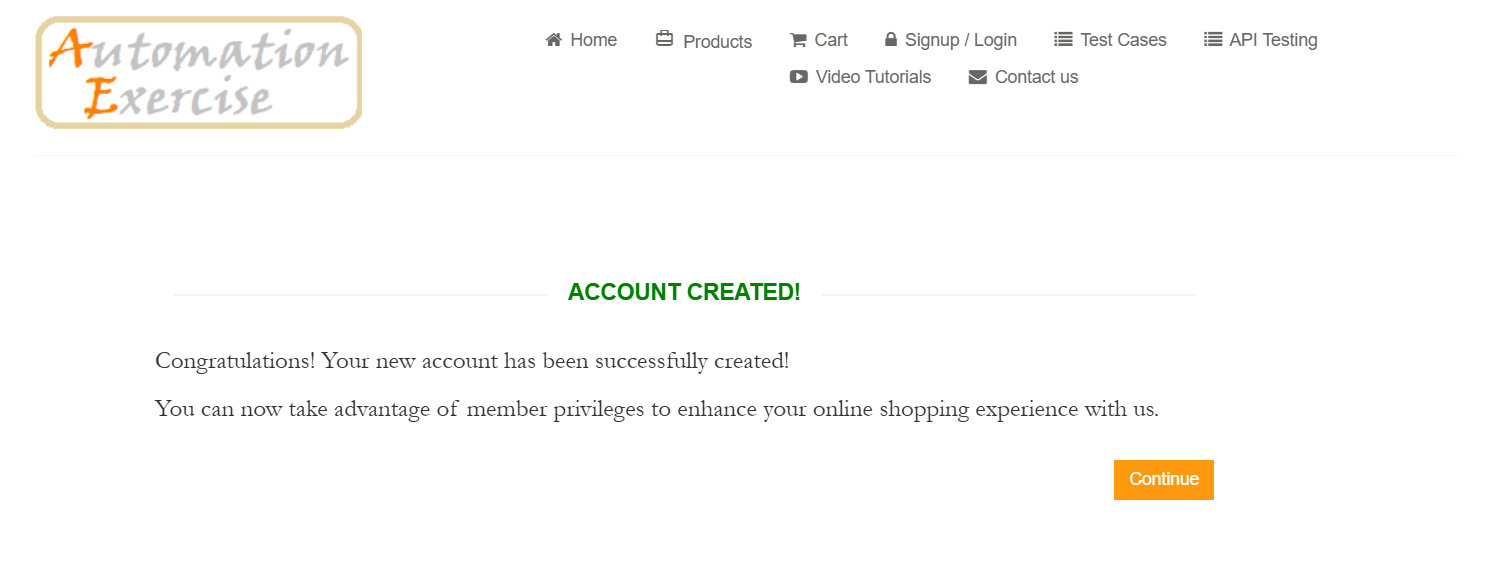 Automation
Exercise
Home Products Cart Signup / Login Test Cases API Testing
Video Tutorials Contact us
ACCOUNT CREATED!
Congratulations! Your new account has been successfully created!
You can now take advantage of member privileges to enhance your online shopping experience with us.
Continue